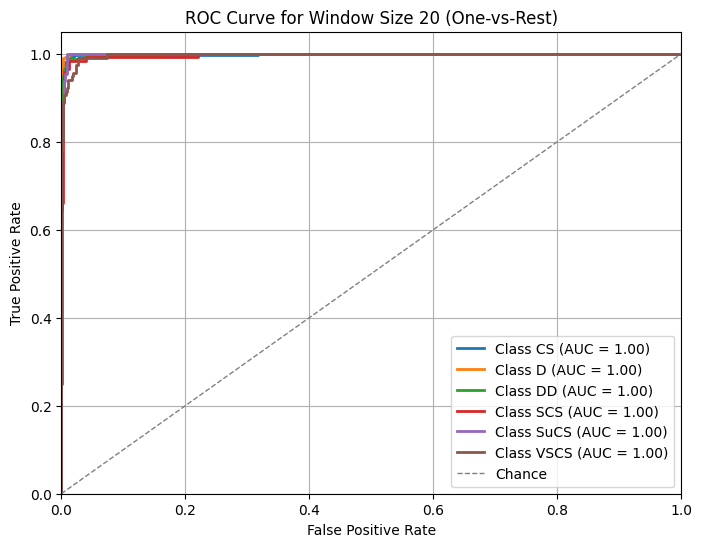 ROC Curve for Window Size 20 (One-vs-Rest)
True Positive Rate
1.0
0.8
0.6
0.4
0.2
0.0
Class CS (AUC = 1.00)
Class D (AUC = 1.00)
Class DD (AUC = 1.00)
Class SCS (AUC = 1.00)
Class SuCS (AUC = 1.00)
Class VSCS (AUC = 1.00)
Chance
0.0 0.2 0.4 0.6 0.8 1.0
False Positive Rate